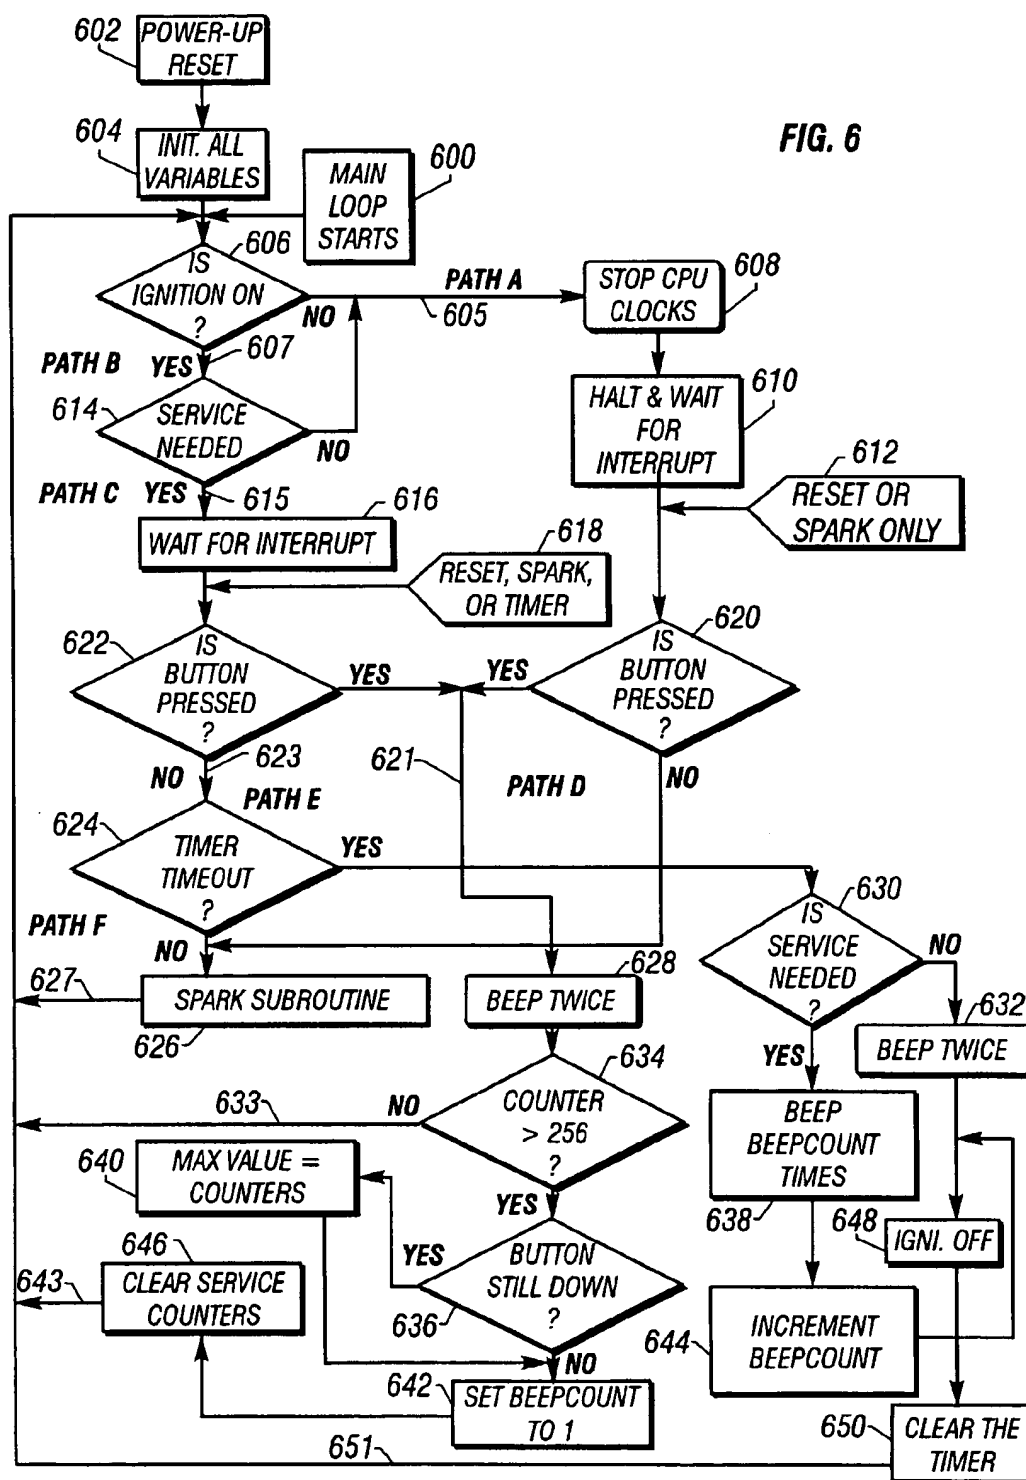 602
POWER-UP
RESET
604
INIT. ALL
VARIABLES
FIG. 6
600
MAIN
LOOP
STARTS
606
IS
IGNITION ON
?
NO
PATH A
605
STOP CPU
CLOCKS
608
607
PATH B
YES
614
SERVICE
NEEDED
NO
HALT & WAIT
FOR
INTERRUPT
610
612
RESET OR
SPARK ONLY
PATH C
YES
615
616
WAIT FOR INTERRUPT
618
RESET, SPARK,
OR TIMER
622
IS
BUTTON
PRESSED
?
YES
YES
620
IS
BUTTON
PRESSED
?
NO
623
621
PATH D
NO
PATH E
624
TIMER
TIMEOUT
?
YES
630
IS
SERVICE
NEEDED
?
NO
PATH F
NO
627
SPARK SUBROUTINE
626
628
BEEP TWICE
632
BEEP TWICE
YES
634
COUNTER
> 256
?
633
NO
BEEP
BEEPCOUNT
TIMES
638
640
MAX VALUE =
COUNTERS
YES
648
IGNI. OFF
646
CLEAR SERVICE
COUNTERS
643
YES
BUTTON
STILL DOWN
?
636
NO
644
INCREMENT
BEEPCOUNT
642
SET BEEPCOUNT
TO 1
650
CLEAR THE
TIMER
651